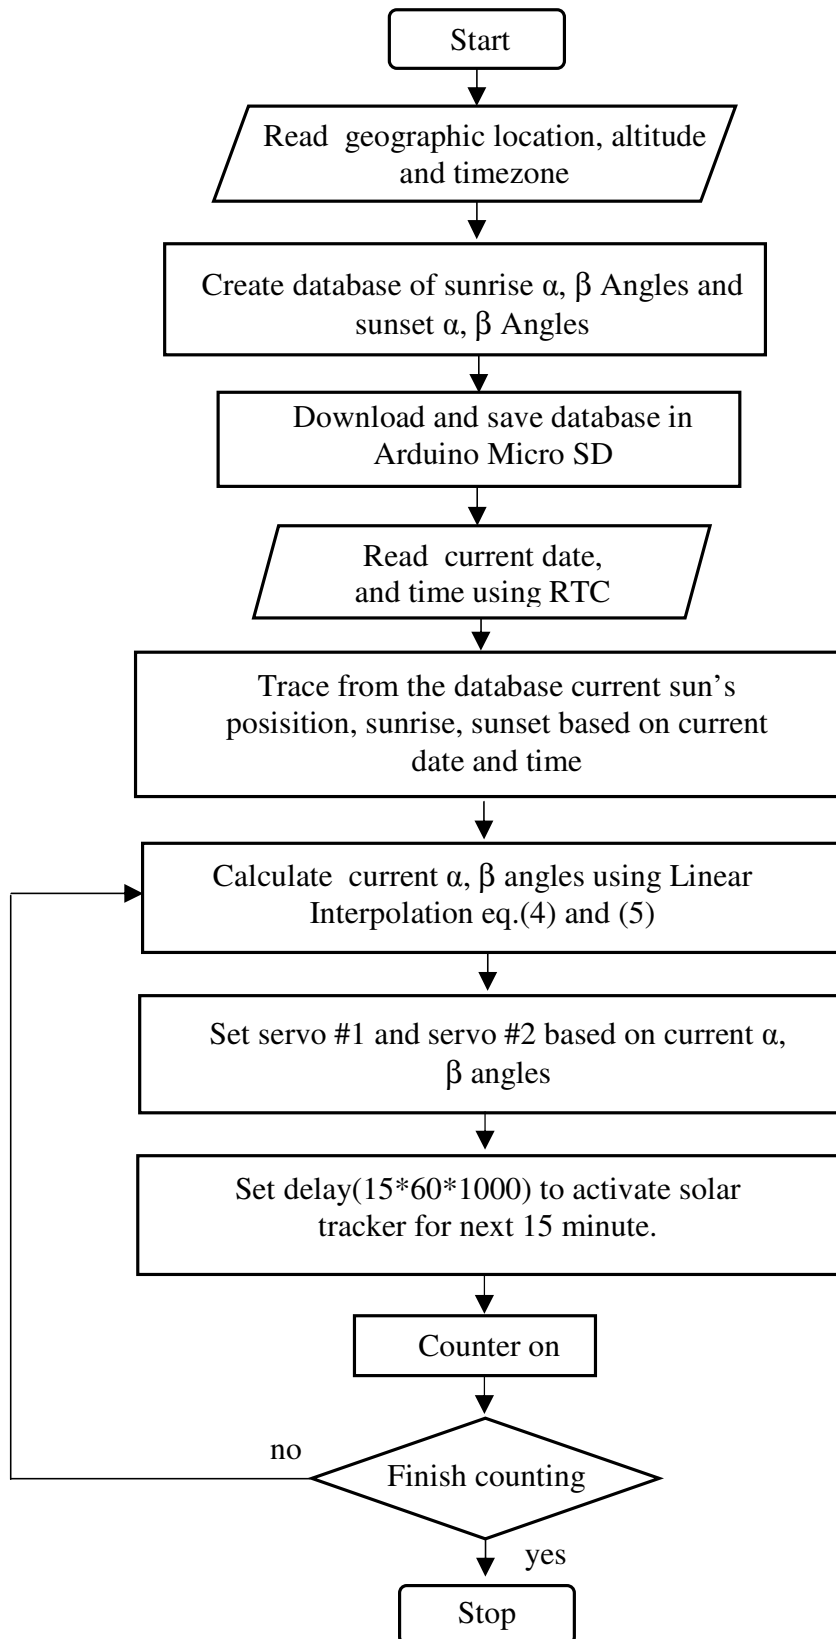 Start
Read geographic location, altitude
and timezone
Create database of sunrise α, β Angles and
sunset α, β Angles
Download and save database in
Arduino Micro SD
Read current date,
and time using RTC
Trace from the database current sun’s
posisition, sunrise, sunset based on current
date and time
Calculate current α, β angles using Linear
Interpolation eq.(4) and (5)
Set servo #1 and servo #2 based on current α,
β angles
Set delay(15*60*1000) to activate solar
tracker for next 15 minute.
Counter on
no
Finish counting
yes
Stop